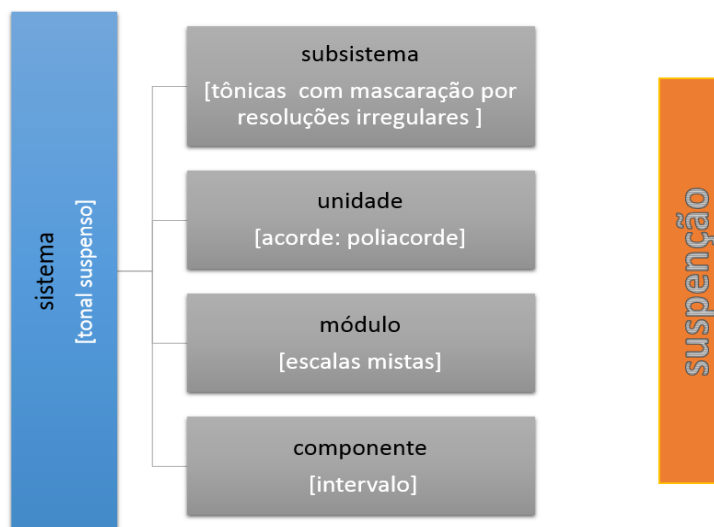 sistema
[tonal suspenso]
subsistema
[tônicas com mascaração por
resoluções irregulares ]
unidade
[acorde: poliacorde]
módulo
[escalas mistas]
componente
[intervalo]
suspenção